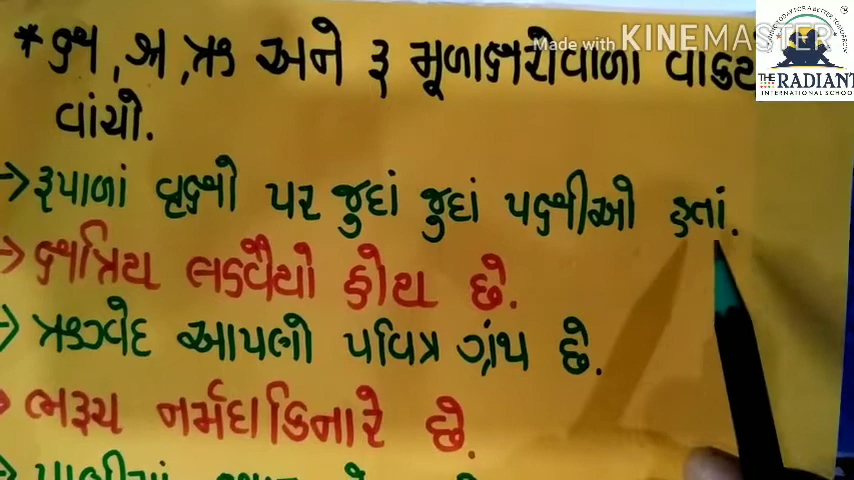 * ક્ષ, શ્ર, ઋ અને રૂ મૂળાક્ષરોવાળા
વાંચો.
→ રૂપાળાં વૃક્ષો પર જુદાં જુદાં પક્ષીઓ હતાં.
→ ક્ષત્રિય લડવૈયો હોય છે.
→ ઋગ્વેદ આપણો પવિત્ર ગ્રંથ છે.
→ ભરૂચ નર્મદાકિનારે છે.
Made with KINEMASTER
THE RADIANT
INTERNATIONAL SCHOOL